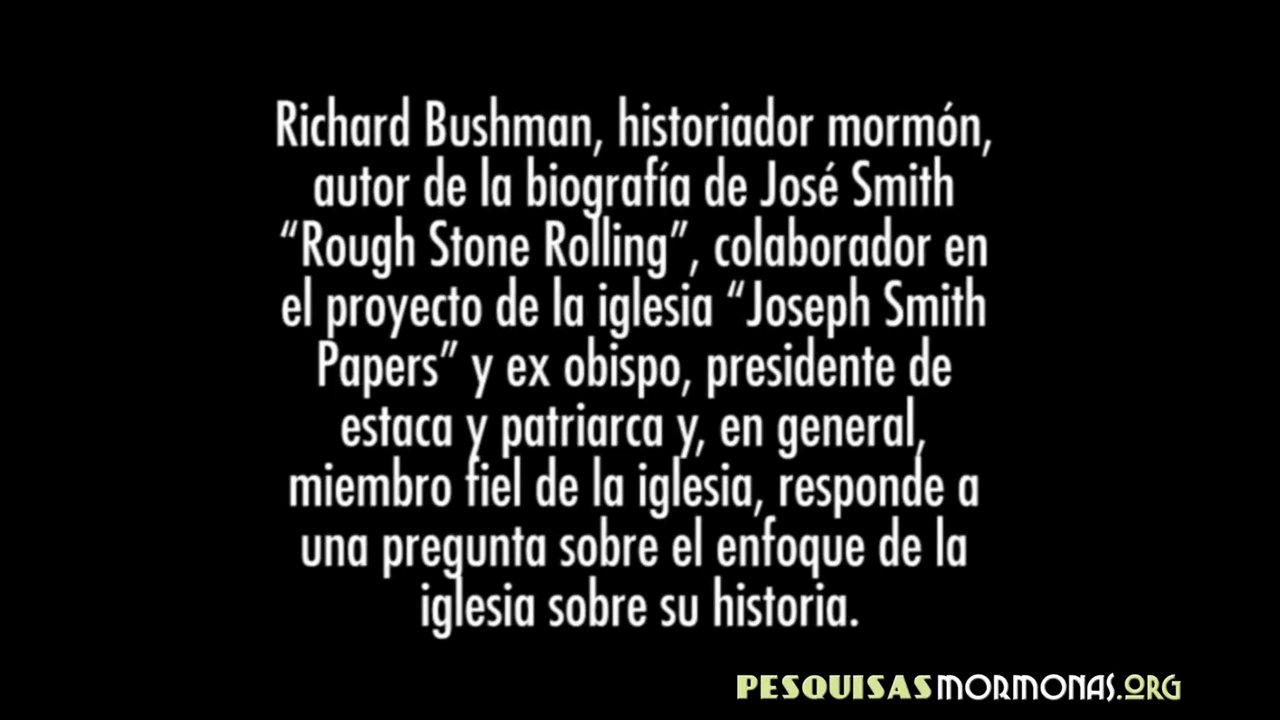 Richard Bushman, historiador mormón,
autor de la biografía de José Smith
“Rough Stone Rolling”, colaborador en
el proyecto de la iglesia “Joseph Smith
Papers” y ex obispo, presidente de
estaca y patriarca y, en general,
miembro fiel de la iglesia, responde a
una pregunta sobre el enfoque de la
iglesia sobre su historia.
PESQUISASMORMONAS.ORG